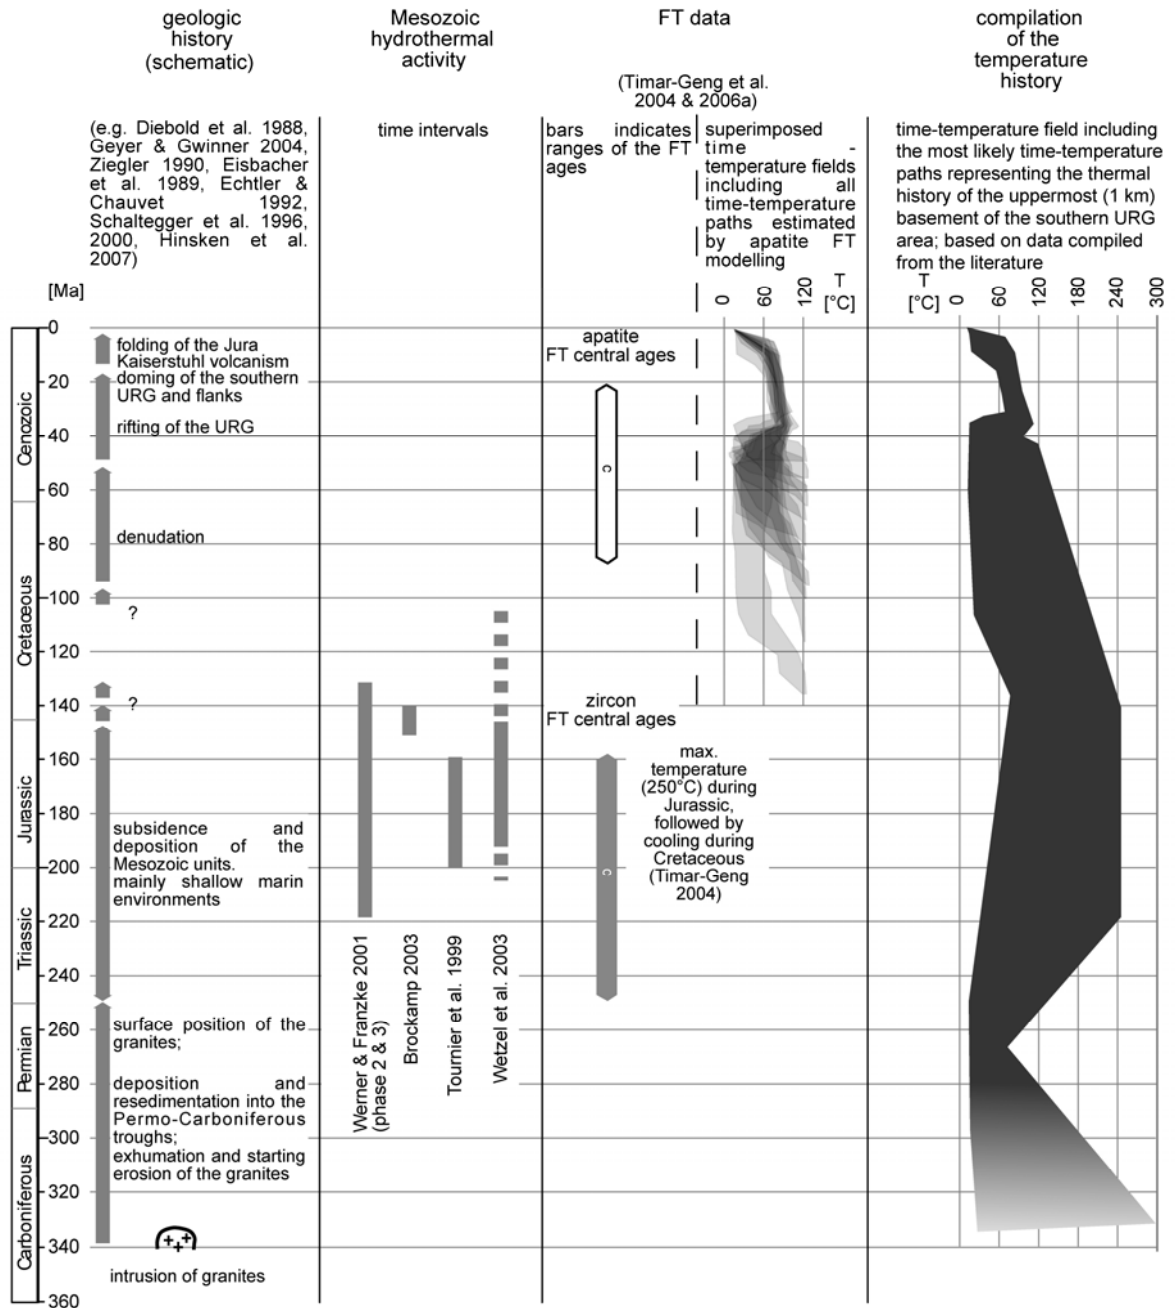 geologic
history
(schematic)
Mesozoic
hydrothermal
activity
FT data
compilation
of the
temperature
history
(Timar-Geng et al.
2004 & 2006a)
(e.g. Diebold et al. 1988,
Geyer & Gwinner 2004,
Ziegler 1990, Eisbacher
et al. 1989, Echtler &
Chauvet 1992,
Schaltegger et al. 1996,
2000, Hinsken et al.
2007)
time intervals
bars indicates
ranges of the FT
ages
superimposed
time -
temperature fields
including all
time-temperature
paths estimated
by apatite FT
modelling
time-temperature field including
the most likely time-temperature
paths representing the thermal
history of the uppermost (1 km)
basement of the southern URG
area; based on data compiled
from the literature
[Ma]
0
60
120
T
[°C]
T
[°C]
0
60
120
180
240
300
0
20
40
60
80
100
120
140
160
180
200
220
240
260
280
300
320
340
360
Cenozoic
Cretaceous
Jurassic
Triassic
Permian
Carboniferous
folding of the Jura
Kaiserstuhl volcanism
doming of the southern
URG and flanks
rifting of the URG
denudation
?
?
subsidence and
deposition of the
Mesozoic units.
mainly shallow marin
environments
surface position of the
granites;
deposition and
resedimentation into the
Permo-Carboniferous
troughs;
exhumation and starting
erosion of the granites
intrusion of granites
Werner & Franzke 2001
(phase 2 & 3)
Brockamp 2003
Tournier et al. 1999
Wetzel et al. 2003
apatite
FT central ages
c
zircon
FT central ages
c
max.
temperature
(250°C) during
Jurassic,
followed by
cooling during
Cretaceous
(Timar-Geng
2004)